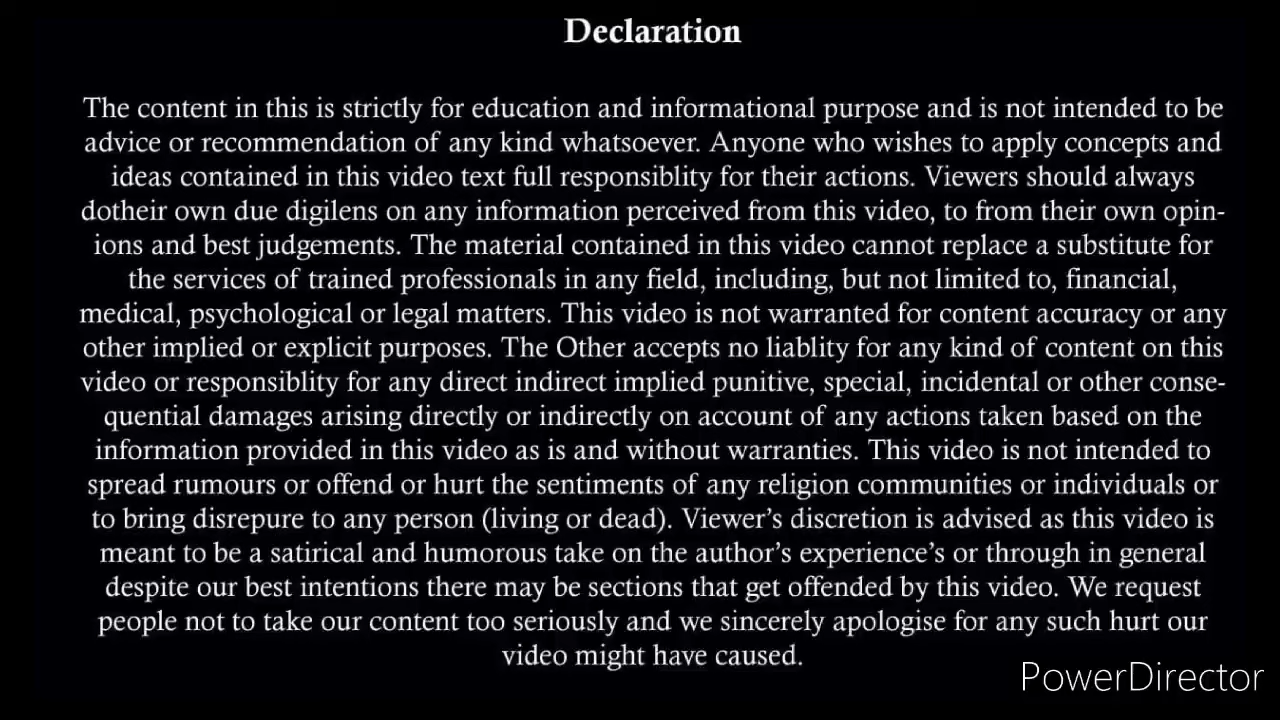 Declaration
The content in this is strictly for education and informational purpose and is not intended to be
advice or recommendation of any kind whatsoever. Anyone who wishes to apply concepts and
ideas contained in this video text full responsiblity for their actions. Viewers should always
dotheir own due digilens on any information perceived from this video, to from their own opin-
ions and best judgements. The material contained in this video cannot replace a substitute for
the services of trained professionals in any field, including, but not limited to, financial,
medical, psychological or legal matters. This video is not warranted for content accuracy or any
other implied or explicit purposes. The Other accepts no liablity for any kind of content on this
video or responsiblity for any direct indirect implied punitive, special, incidental or other conse-
quential damages arising directly or indirectly on account of any actions taken based on the
information provided in this video as is and without warranties. This video is not intended to
spread rumours or offend or hurt the sentiments of any religion communities or individuals or
to bring disrepure to any person (living or dead). Viewer's discretion is advised as this video is
meant to be a satirical and humorous take on the author's experience's or through in general
despite our best intentions there may be sections that get offended by this video. We request
people not to take our content too seriously and we sincerely apologise for any such hurt our
video might have caused.
PowerDirector